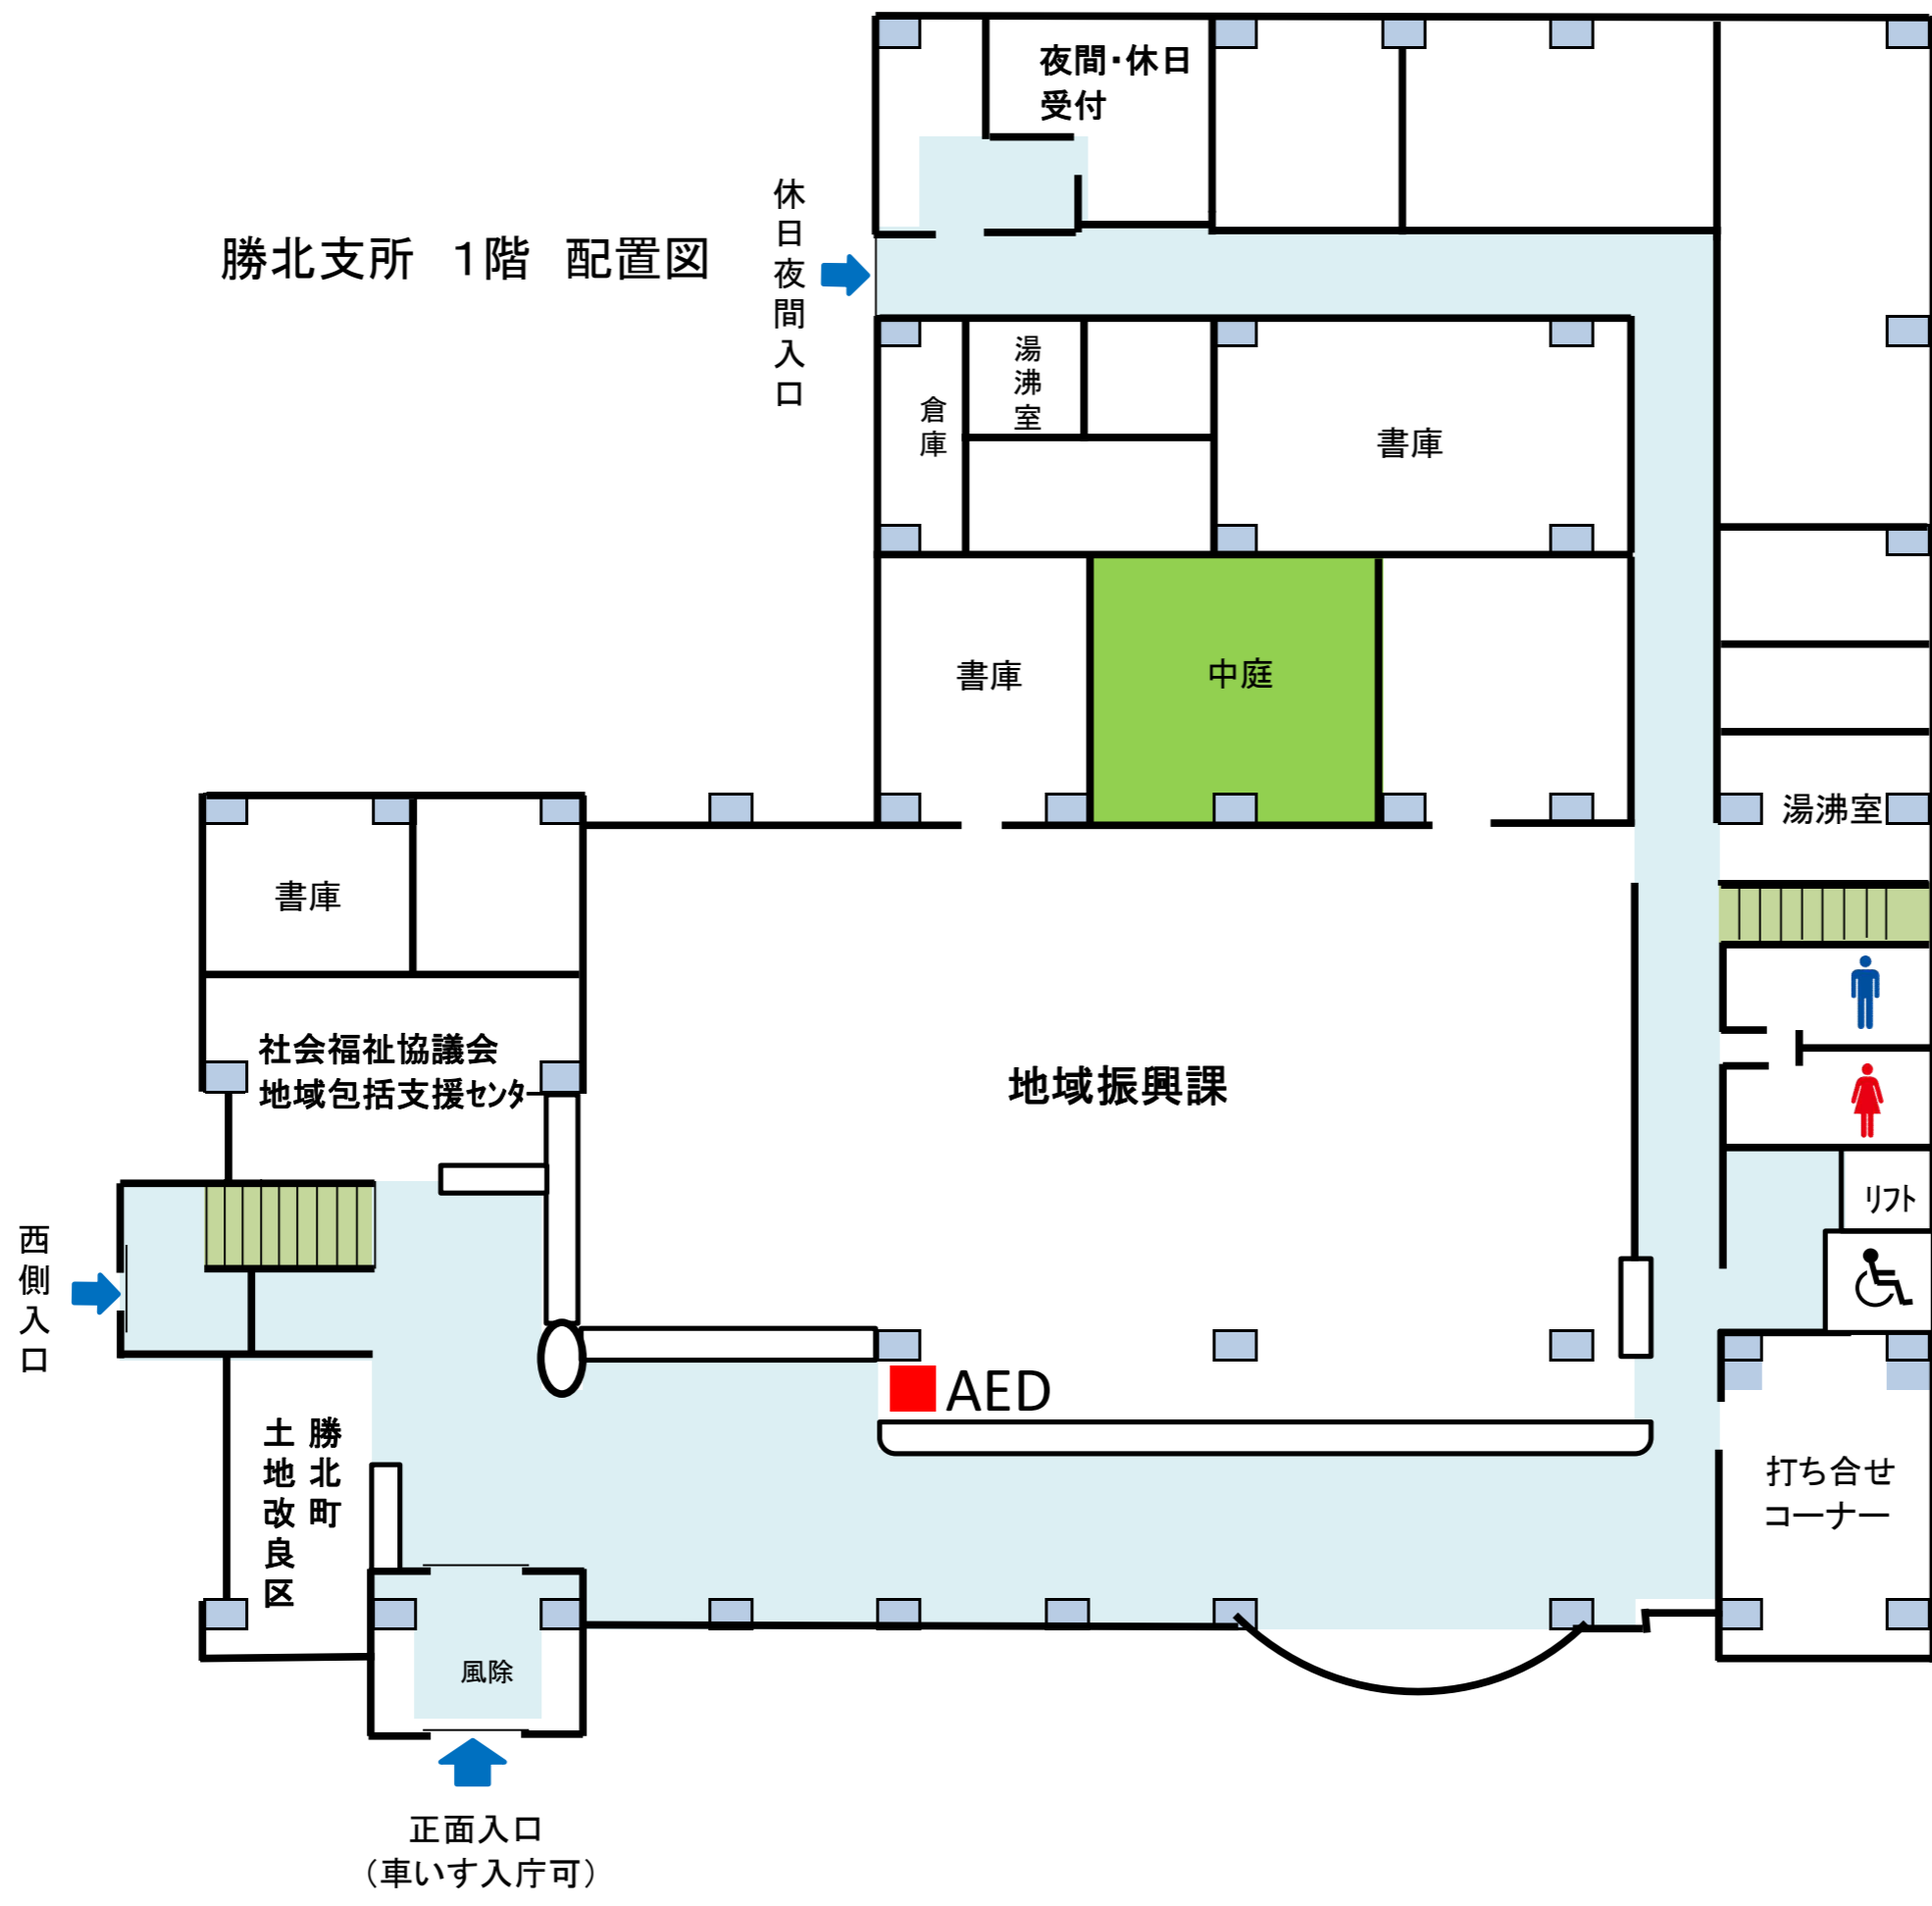 夜間・休日
受付
休日夜間入口
勝北支所 1階 配置図
湯沸室
倉庫
書庫
書庫
中庭
湯沸室
書庫
社会福祉協議会
地域包括支援ｾﾝﾀｰ
地域振興課
リフト
西側入口
AED
勝北町
土地改良区
打ち合せ
コーナー
風除
正面入口
（車いす入庁可）